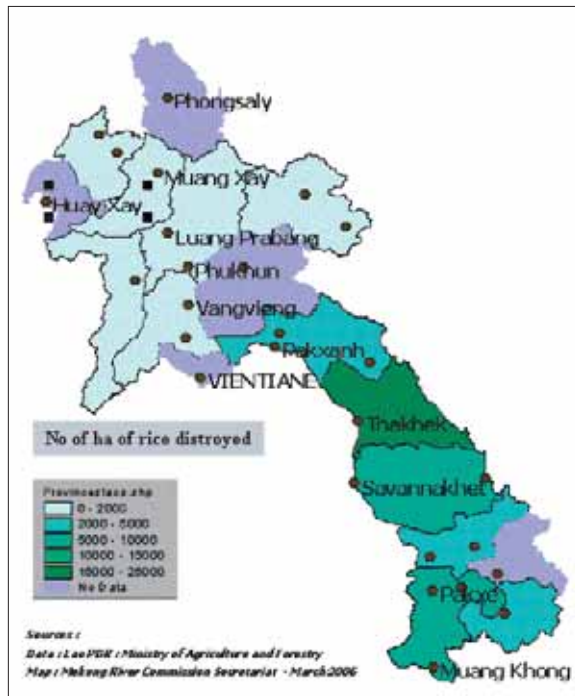 Phongsaly
Muang Xay
Huay Xay
Luang Prabang
Phukhun
Vangvieng
Pakxanh
VIENTIANE
Thakhek
No of ha of rice distroyed
Savannakhet
0 - 2000
2000 - 5000
5000 - 10000
10000 - 15000
15000 - 25000
No Data
Pakxe
Sources :
Data : Lao PDR : Ministry of Agriculture and Forestry
Muang Khong
Map : Mekong River Commission Secretariat - March 2006